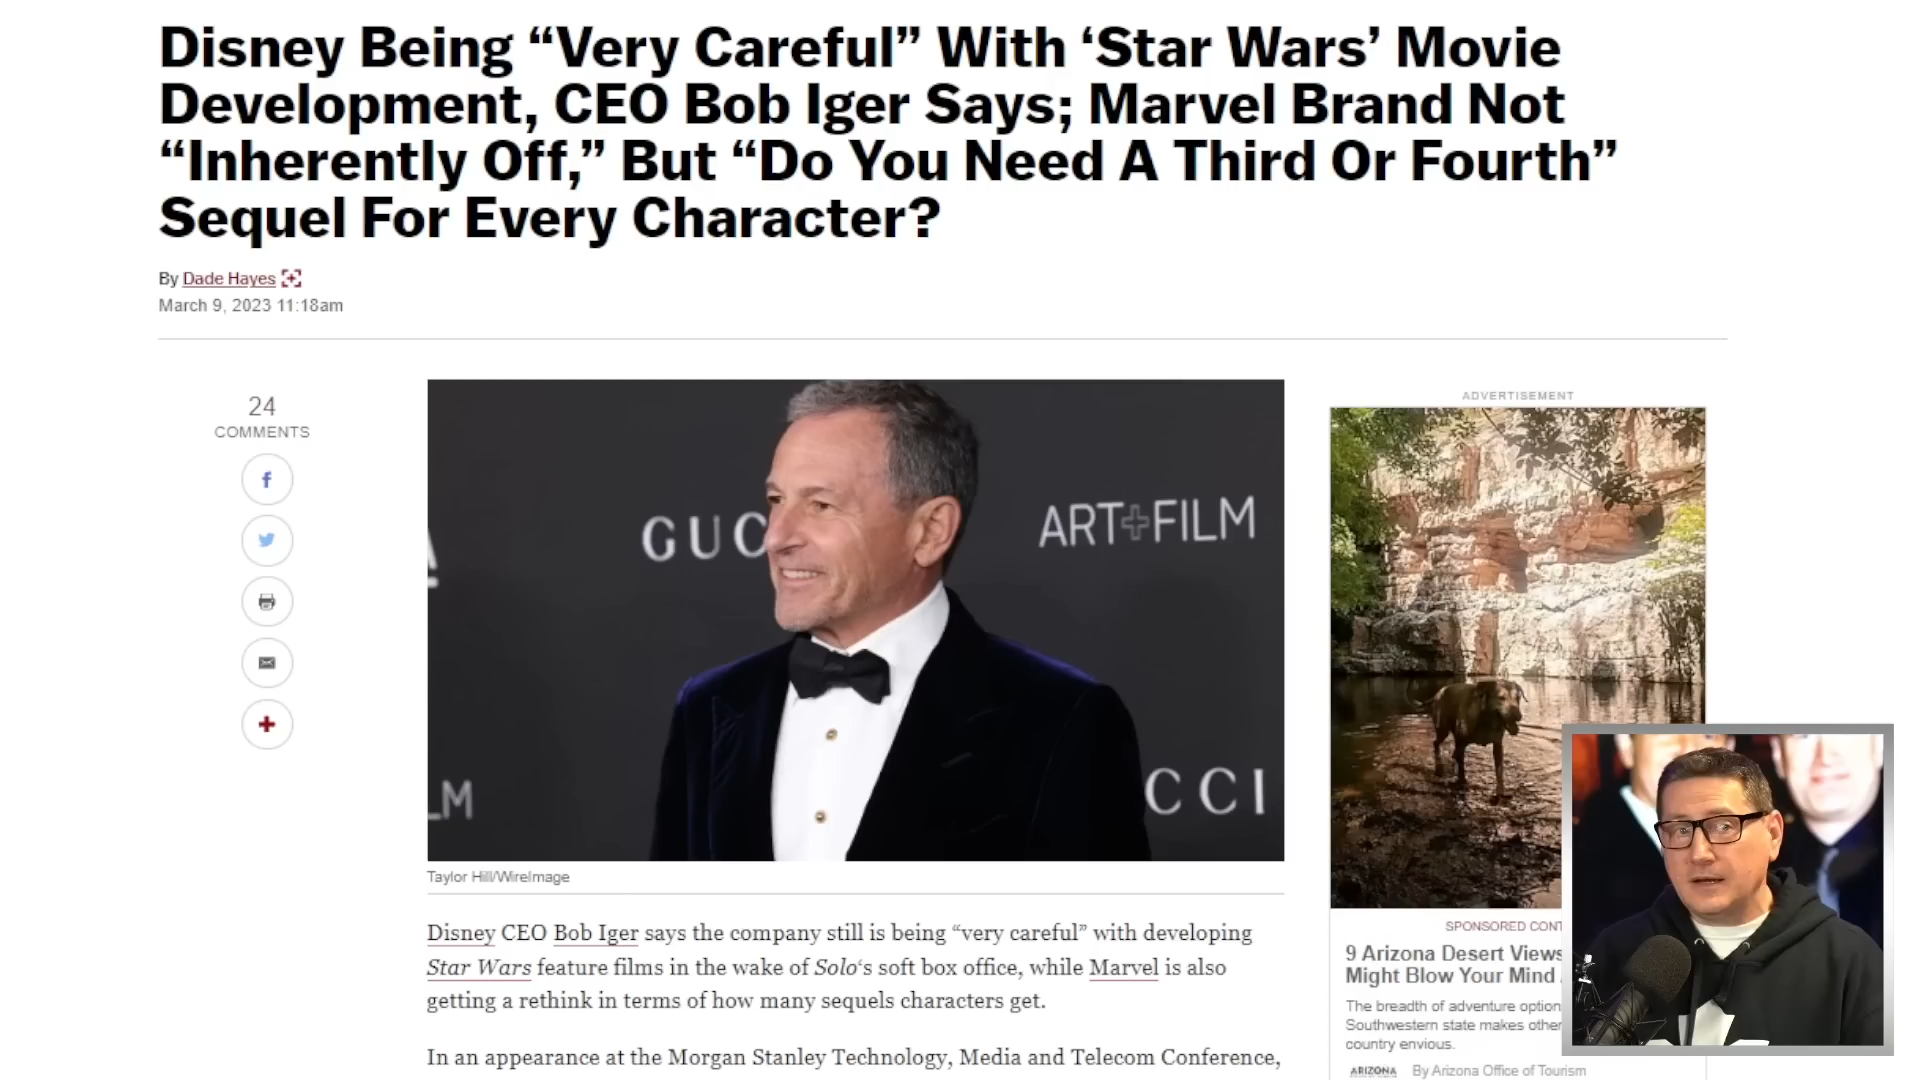 Disney Being “Very Careful” With ‘Star Wars’ Movie
Development, CEO Bob Iger Says; Marvel Brand Not
“Inherently Off,” But “Do You Need A Third Or Fourth”
Sequel For Every Character?
By Dade Hayes
March 9, 2023 11:18am
24
COMMENTS
GUC
ART+FILM
LM
CCI
Taylor Hill/WireImage
Disney CEO Bob Iger says the company still is being “very careful” with developing
Star Wars feature films in the wake of Solo‘s soft box office, while Marvel is also
getting a rethink in terms of how many sequels characters get.
In an appearance at the Morgan Stanley Technology, Media and Telecom Conference,
ADVERTISEMENT
SPONSORED CONT
9 Arizona Desert Views
Might Blow Your Mind
The breadth of adventure option
Southwestern state makes other
country envious.
ARIZONA By Arizona Office of Tourism